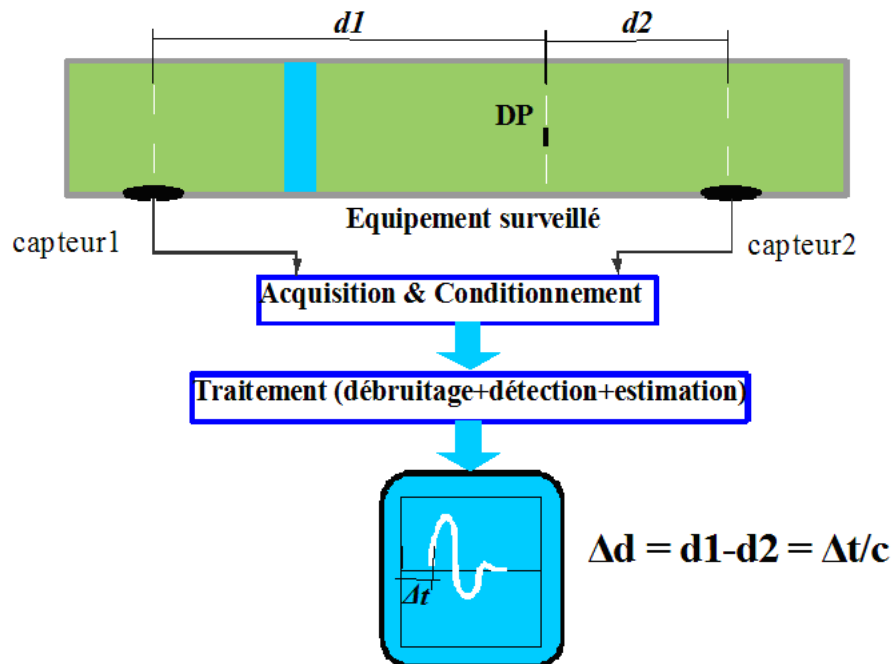 d1
d2
DP
Equipement surveillé
capteur1
capteur2
Acquisition & Conditionnement
Traitement (débruitage+détection+estimation)
Δd = d1-d2 = Δt/c
Δt